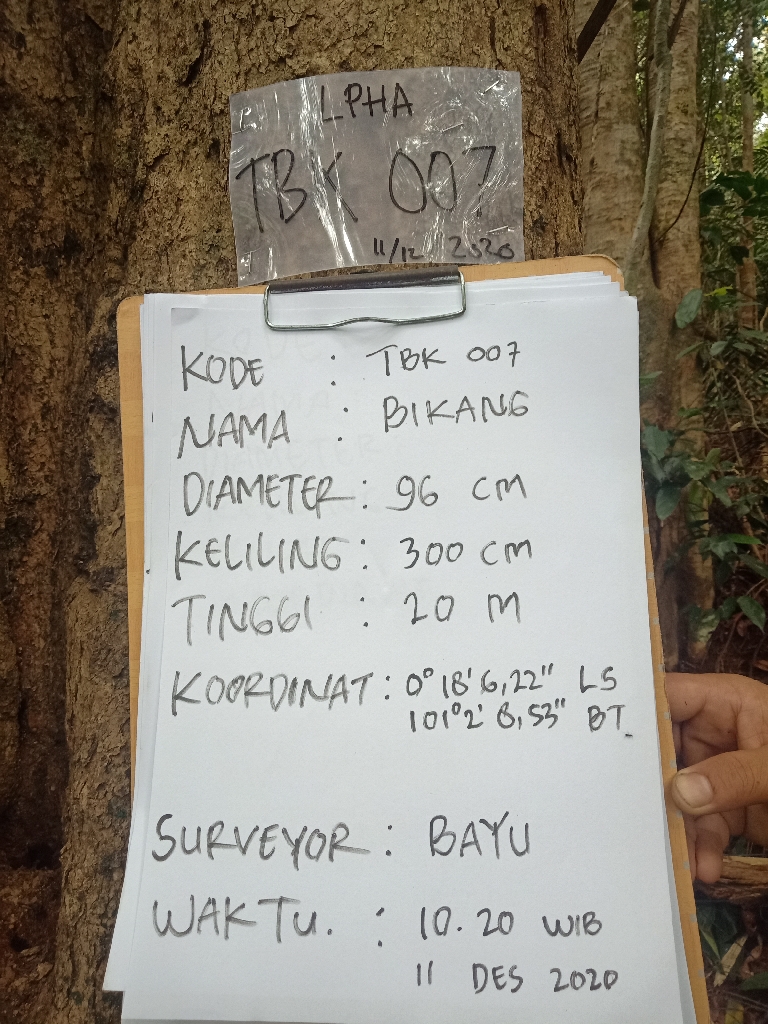 LPHA
TBK 007
11/12 2020
KODE : TBK 007
NAMA : BIKANG
DIAMETER : 96 cm
KELILING : 300 cm
TINGGI : 20 M
KOORDINAT : 0° 18' 6,22" LS
101° 2' 8,53" BT
SURVEYOR : BAYU
WAKTU. : 10.20 WIB
11 DES 2020